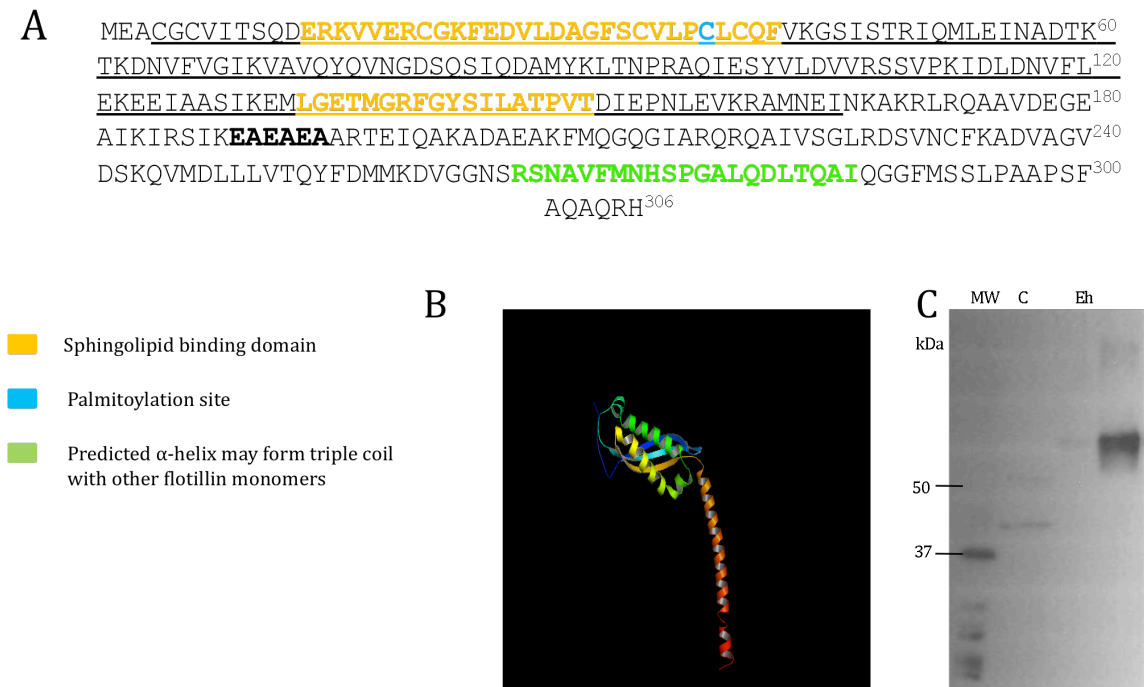 A
MEACGCVITSQDERKVVERCGKFEDVLDAGFSCVLPCLCQFVKGSISTRIQMLEINADTK60
TKDNVFVGIKVAVQYQVNGDSQSIQDAMYKLTNPRAQIESYVLDVVRSSVPKIDLDNVFL120
EKEEIAASIKEMLGETMGRFGYSILATPVTDIEPNLEVKRAMNEINKAKRLRQAAVDEGE180
AIKIRSIKEAEAEAARTEIQAKADAEAKFMQGQGIARQRQAIVSGLRDSVNCFKADVAGV240
DSKQVMDLLLVTQYFDMMKDVGGNSRSNAVFMNHSPGALQDLTQAIQGGFMSSLPAAPSF300
AQAQRH306
Sphingolipid binding domain
Palmitoylation site
Predicted α-helix may form triple coil
with other flotillin monomers
B
C
MW C Eh
kDa
50
37